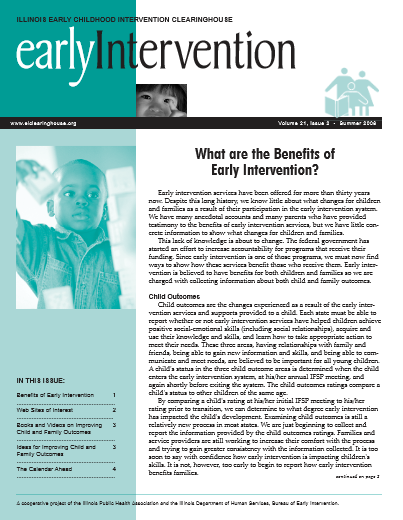 ILLINOIS EARLY CHILDHOOD INTERVENTION CLEARINGHOUSE
earlyIntervention
www.eiclearinghouse.org
Volume 21, Issue 3 - Summer 2006
What are the Benefits of
Early Intervention?
Early intervention services have been offered for more than thirty years
now. Despite this long history, we know little about what changes for children
and families as a result of their participation in the early intervention system.
We have many anecdotal accounts and many parents who have provided
testimony to the benefits of early intervention services, but we have little con-
crete information to show what changes for children and families.
This lack of knowledge is about to change. The federal government has
started an effort to increase accountability for programs that receive their
funding. Since early intervention is one of those programs, we must now find
ways to show how these services benefit those who receive them. Early inter-
vention is believed to have benefits for both children and families so we are
charged with collecting information about both child and family outcomes.
Child Outcomes
Child outcomes are the changes experienced as a result of the early inter-
vention services and supports provided to a child. Each state must be able to
report whether or not early intervention services have helped children achieve
positive social-emotional skills (including social relationships), acquire and
use their knowledge and skills, and learn how to take appropriate action to
meet their needs. These three areas, having relationships with family and
friends, being able to gain new information and skills, and being able to com-
municate and meet needs, are believed to be important for all young children.
A child's status in the three child outcome areas is determined when the child
enters the early intervention system, at his/her annual IFSP meeting, and
again shortly before exiting the system. The child outcomes ratings compare a
child's status to other children of the same age.
By comparing a child's rating at his/her initial IFSP meeting to his/her
rating prior to transition, we can determine to what degree early intervention
has impacted the child's development. Examining child outcomes is still a
relatively new process in most states. We are just beginning to collect and
report the information provided by the child outcomes ratings. Families and
service providers are still working to increase their comfort with the process
and trying to gain greater consistency with the information collected. It is too
soon to say with confidence how early intervention is impacting children's
skills. It is not, however, too early to begin to report how early intervention
benefits families.
continued on page 2
IN THIS ISSUE:
Benefits of Early Intervention 1
Web Sites of Interest 2
Books and Videos on Improving 3
Child and Family Outcomes
Ideas for Improving Child and 3
Family Outcomes
The Calendar Ahead 4
A cooperative project of the Illinois Public Health Association and the Illinois Department of Human Services, Bureau of Early Intervention.